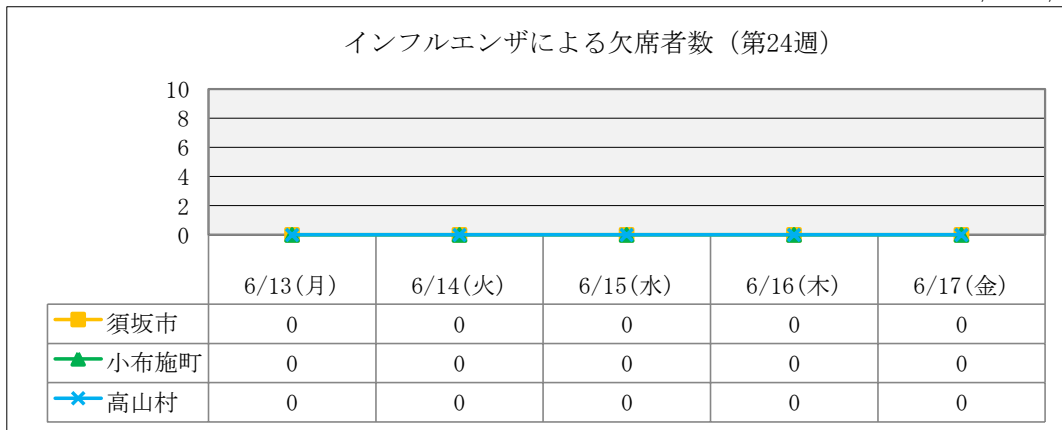 インフルエンザによる欠席者数（第24週）
10
8
6
4
2
0
6/13(月) 6/14(火) 6/15(水) 6/16(木) 6/17(金)
須坂市 0 0 0 0 0
小布施町 0 0 0 0 0
高山村 0 0 0 0 0